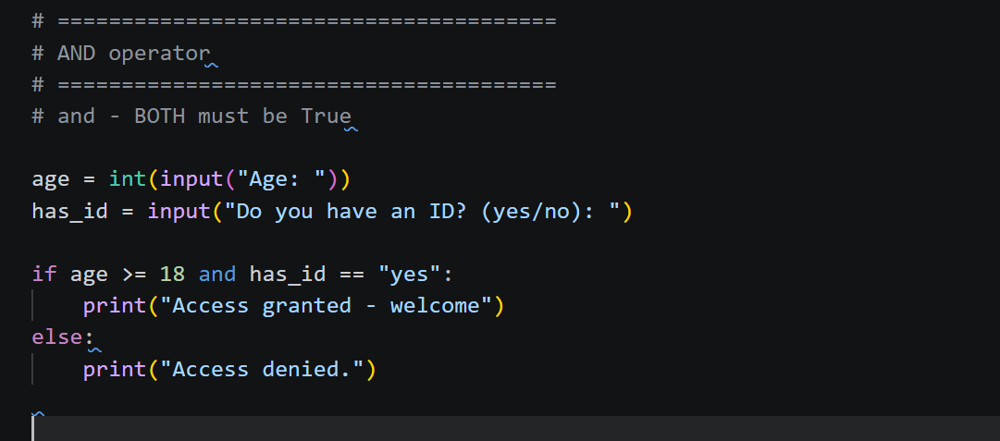 # =======================================
# AND operator
# =======================================
# and - BOTH must be True
age = int(input("Age: "))
has_id = input("Do you have an ID? (yes/no): ")
if age >= 18 and has_id == "yes":
    print("Access granted - welcome")
else:
    print("Access denied.")